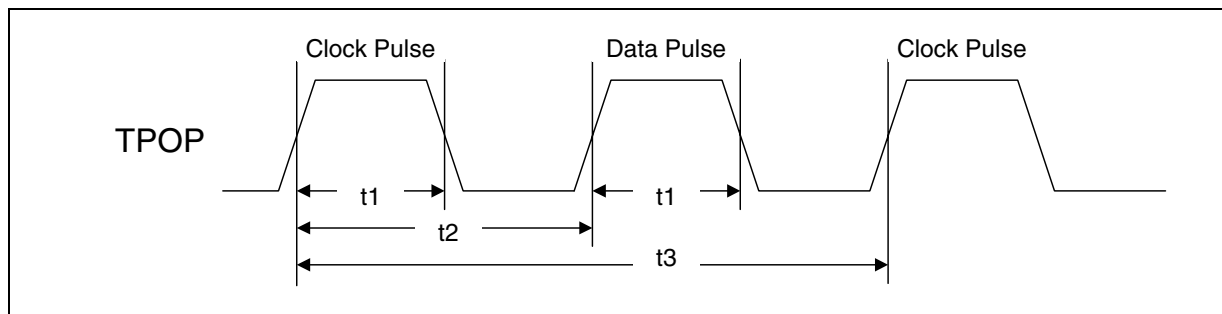 Clock Pulse Data Pulse Clock Pulse
TPOP
t1 t1
t2
t3